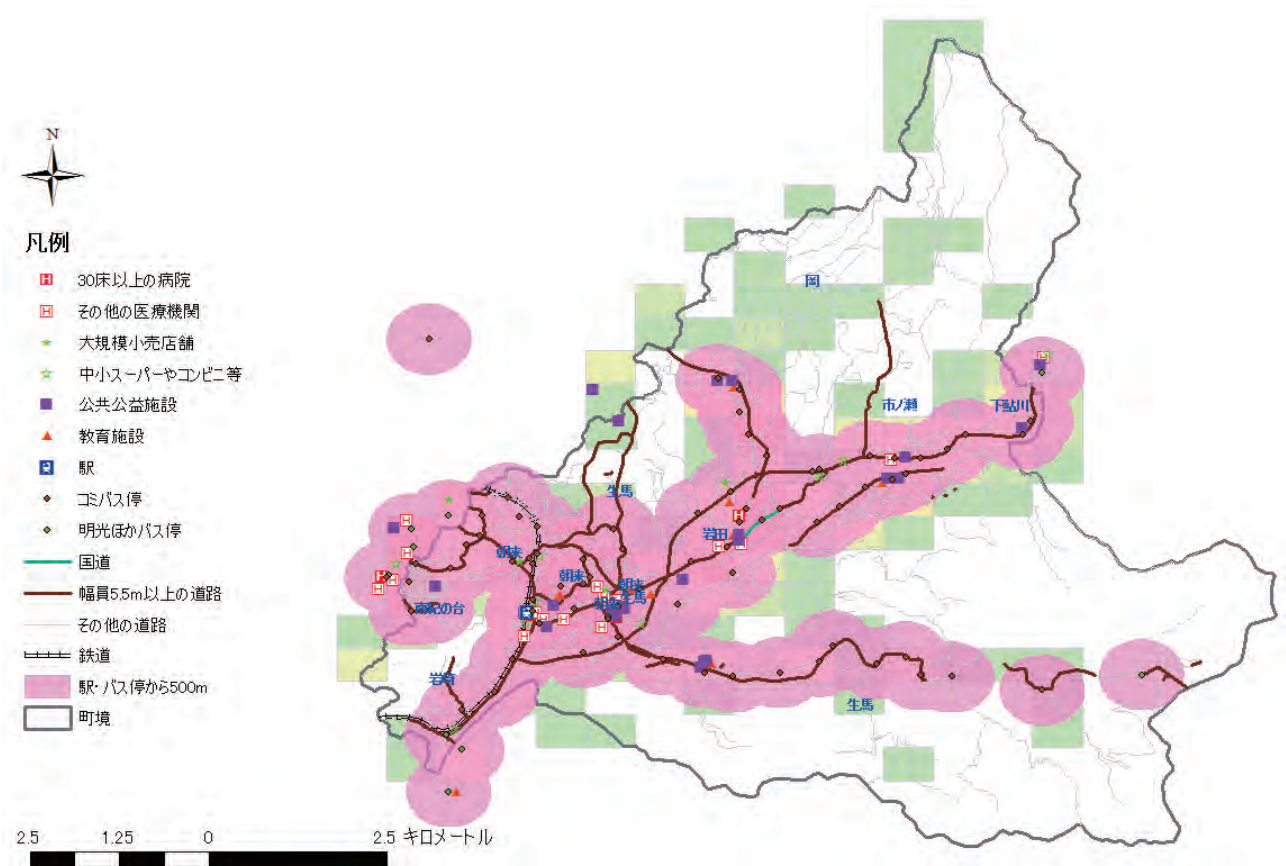 N
凡例
30床以上の病院
その他の医療機関
大規模小売店舗
中小スーパーやコンビニ等
公共公益施設
教育施設
駅
コミバス停
明光ほかバス停
国道
幅員5.5m以上の道路
その他の道路
鉄道
駅・バス停から500m
町境
2.5 1.25 0 2.5 キロメートル
岡
市ノ瀬
下鮎川
生馬
岩田
朝来
朝来
朝来
朝来
生馬
南紀の台
岩崎
生馬